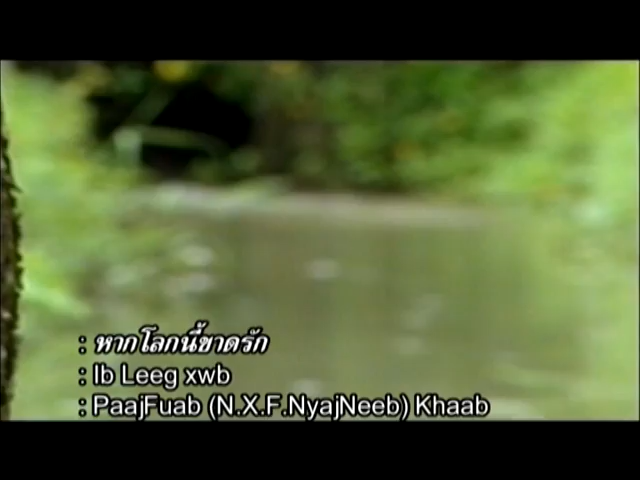 : หากโลกนี้ขาดรัก
: Ib Leeg xwb
: PaajFuab (N.X.F.NyajNeeb) Khaab